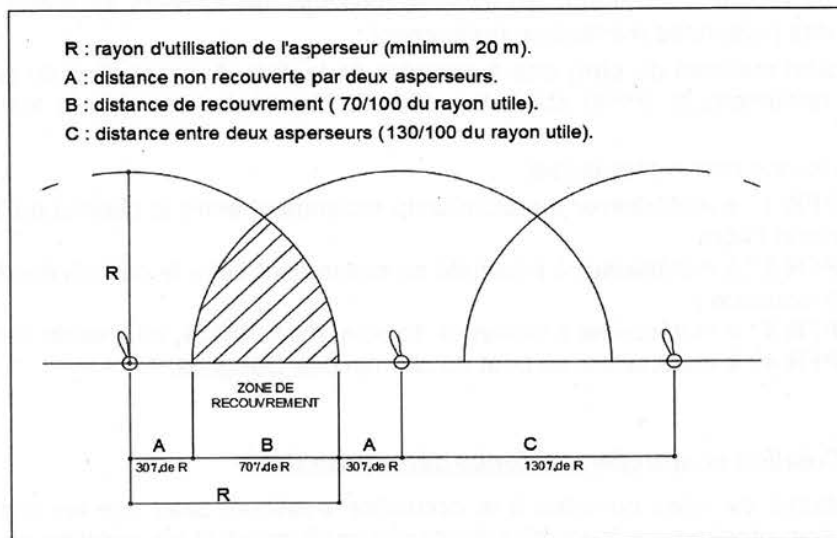 R : rayon d'utilisation de l'asperseur (minimum 20 m).
A : distance non recouverte par deux asperseurs.
B : distance de recouvrement ( 70/100 du rayon utile).
C : distance entre deux asperseurs (130/100 du rayon utile).
R
ZONE DE
RECOUVREMENT
A B A C
30% de R 70% de R 30% de R 130% de R
R